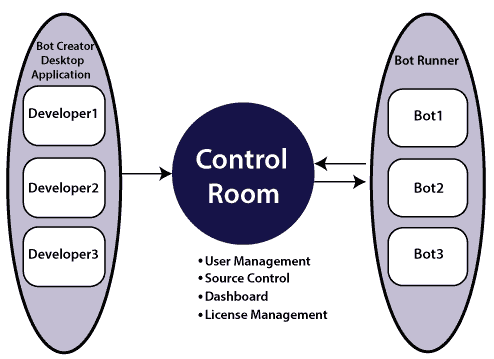 Bot Creator
Desktop
Application
Developer1
Developer2
Developer3
Control
Room
• User Management
• Source Control
• Dashboard
• License Management
Bot Runner
Bot1
Bot2
Bot3